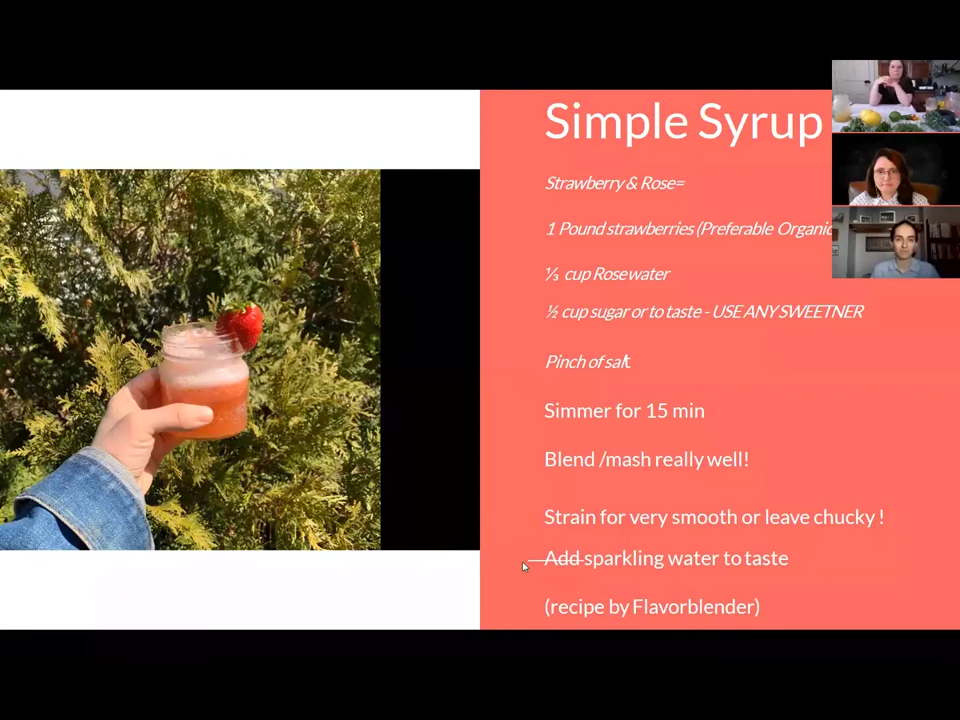 Simple Syrup
Strawberry & Rose=
1 Pound strawberries (Preferable Organic
⅓ cup Rosewater
½ cup sugar or to taste - USE ANY SWEETNER
Pinch of salt
Simmer for 15 min
Blend /mash really well!
Strain for very smooth or leave chucky !
Add sparkling water to taste
(recipe by Flavorblender)